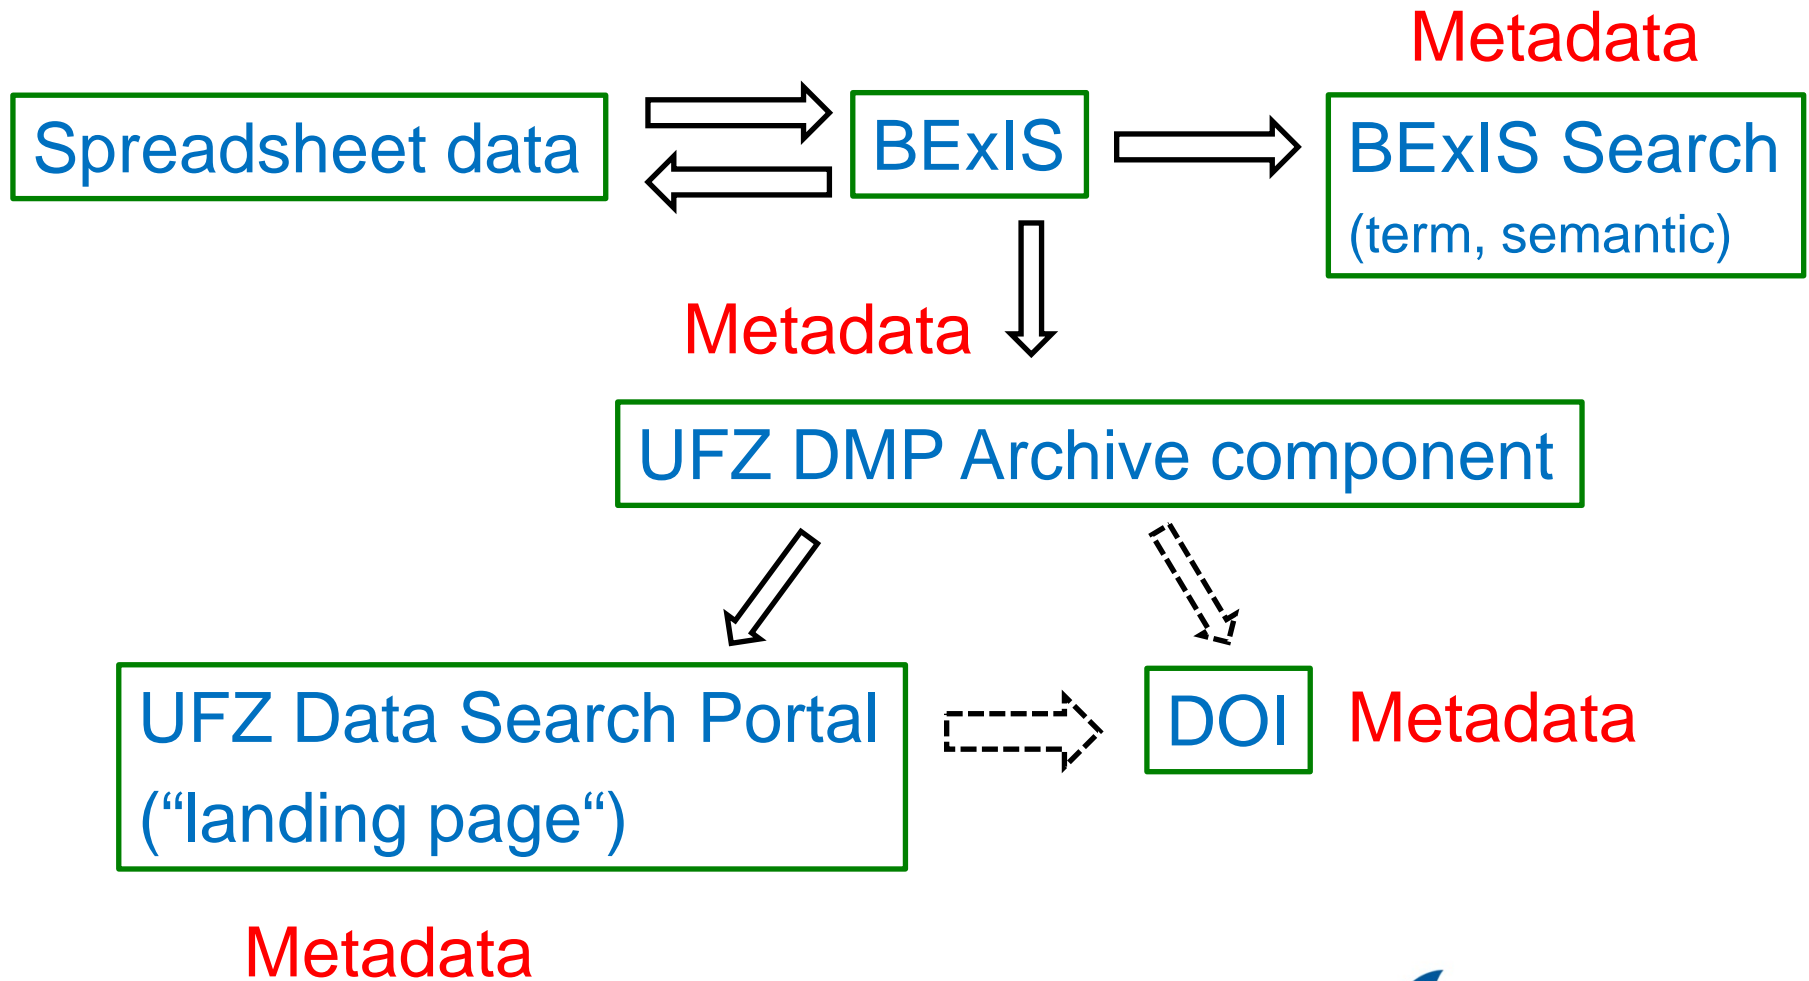 Metadata
Spreadsheet data
BExIS
BExIS Search
(term, semantic)
Metadata
UFZ DMP Archive component
UFZ Data Search Portal
(“landing page“)
DOI
Metadata
Metadata